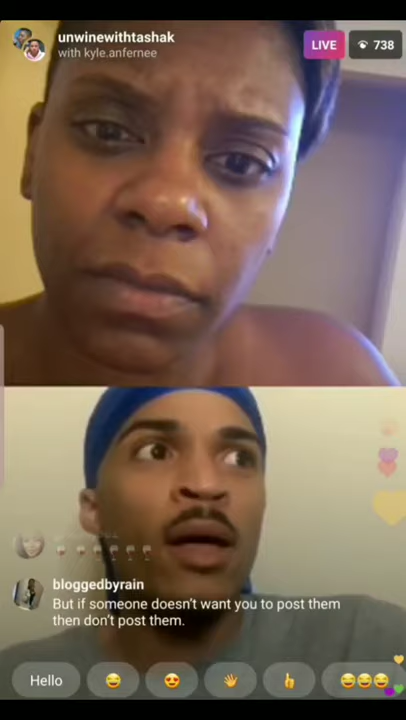 unwinewithtashak
with kyle.anfernee
LIVE
738
bloggedbyrain
But if someone doesn't want you to post them
then don't post them.
Hello